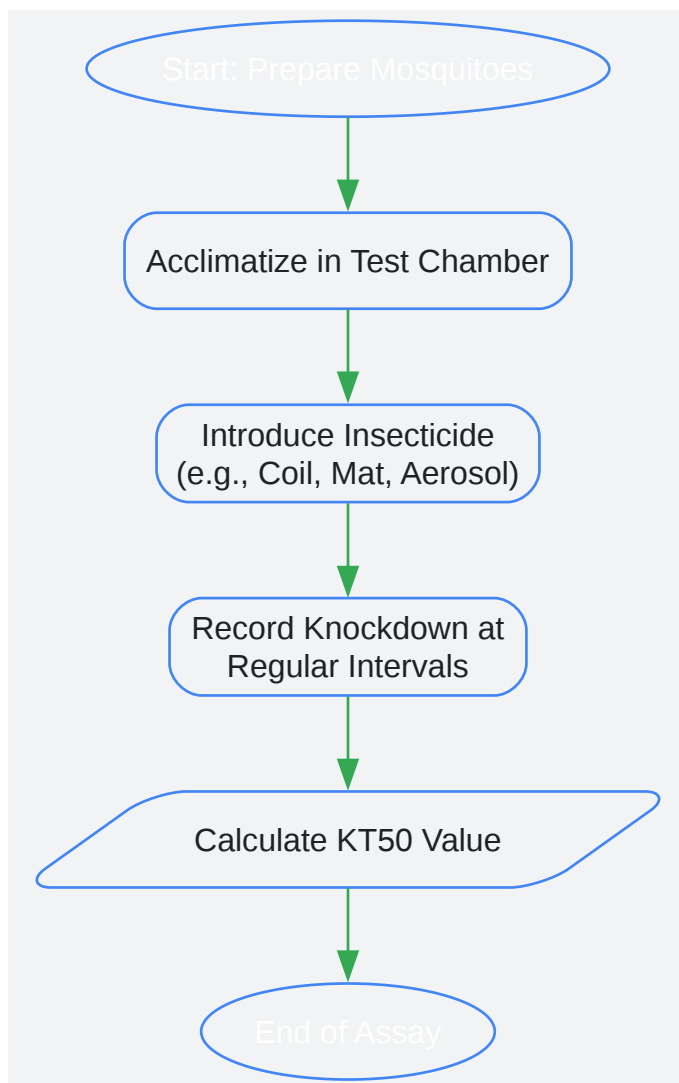 Start: Prepare Mosquitoes
Acclimatize in Test Chamber
Introduce Insecticide
(e.g., Coil, Mat, Aerosol)
Record Knockdown at
Regular Intervals
Calculate KT50 Value
End of Assay